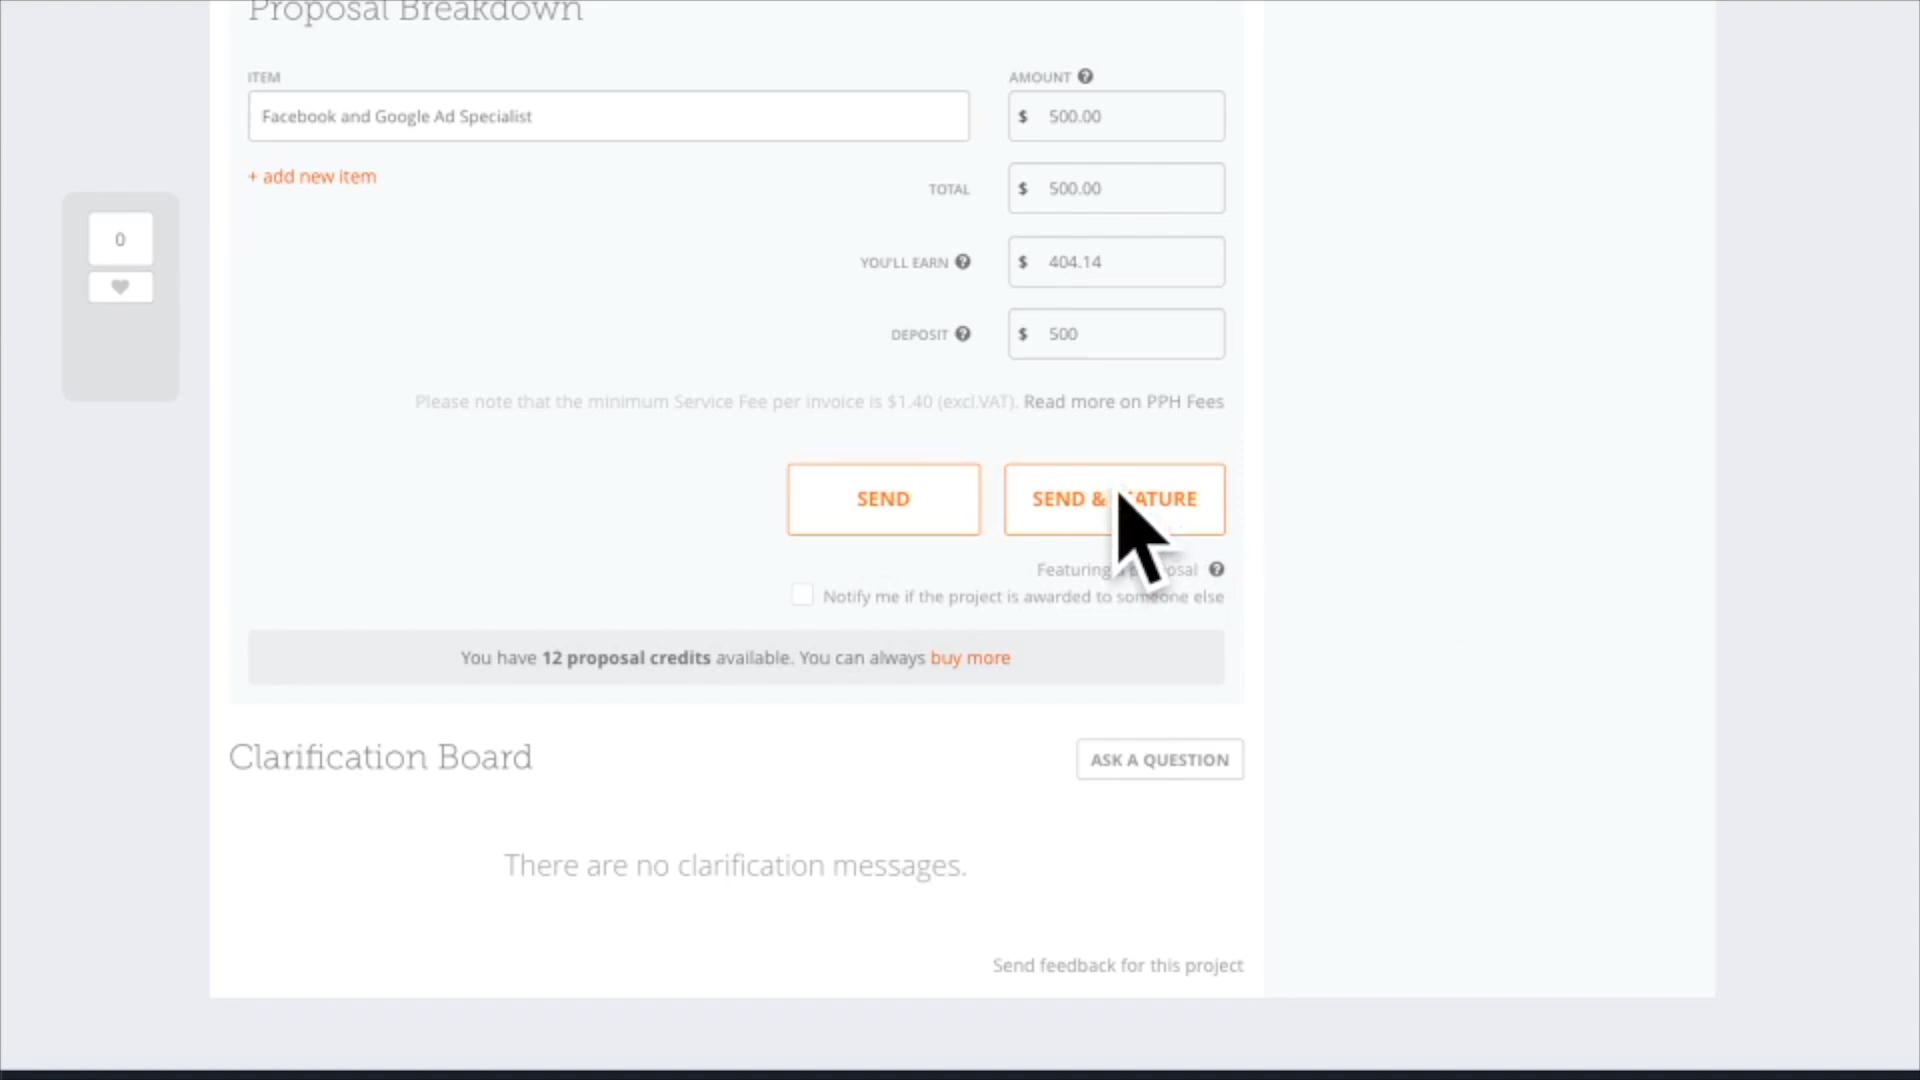 Proposal Breakdown
ITEM
AMOUNT ?
Facebook and Google Ad Specialist
$ 500.00
+ add new item
TOTAL
$ 500.00
0
YOU'LL EARN ?
$ 404.14
DEPOSIT ?
$ 500
Please note that the minimum Service Fee per invoice is $1.40 (excl.VAT). Read more on PPH Fees
SEND
SEND & ATURE
Featuring ?
Notify me if the project is awarded to someone else
You have 12 proposal credits available. You can always buy more
Clarification Board
ASK A QUESTION
There are no clarification messages.
Send feedback for this project